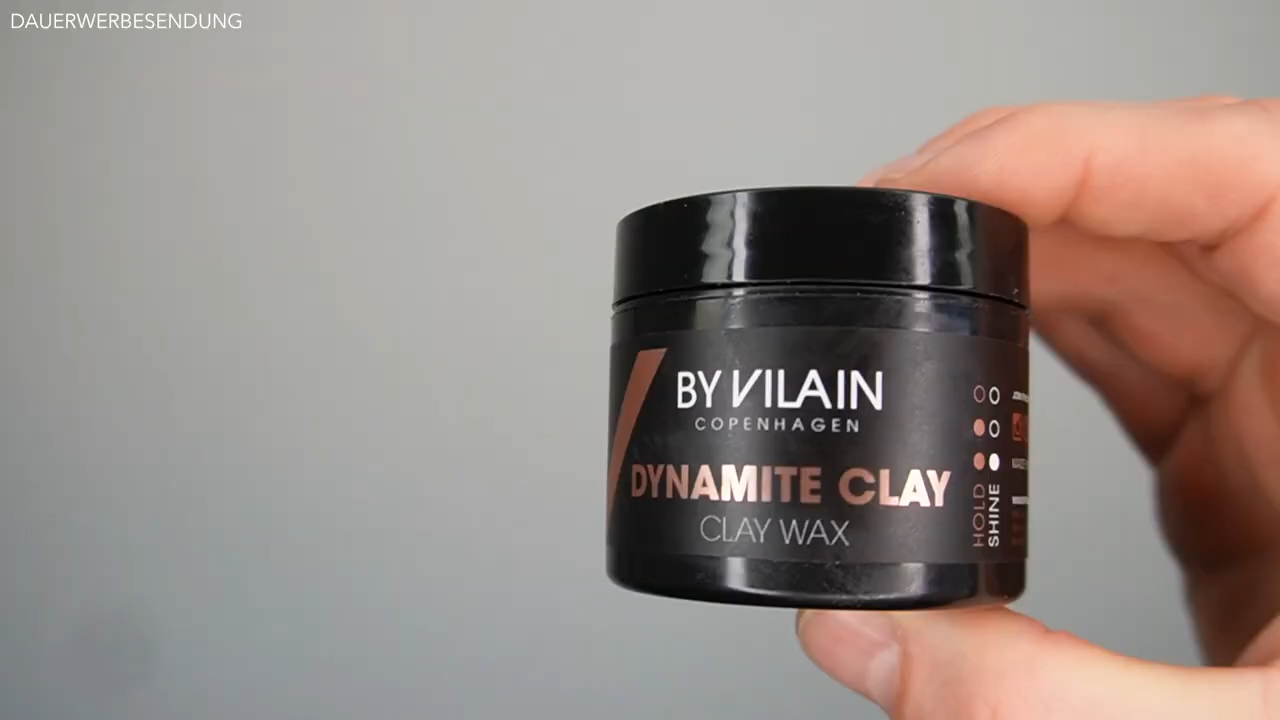 DAUERWERBESENDUNG
BY VILAIN
COPENHAGEN
DYNAMITE CLAY
CLAY WAX
HOLD
SHINE